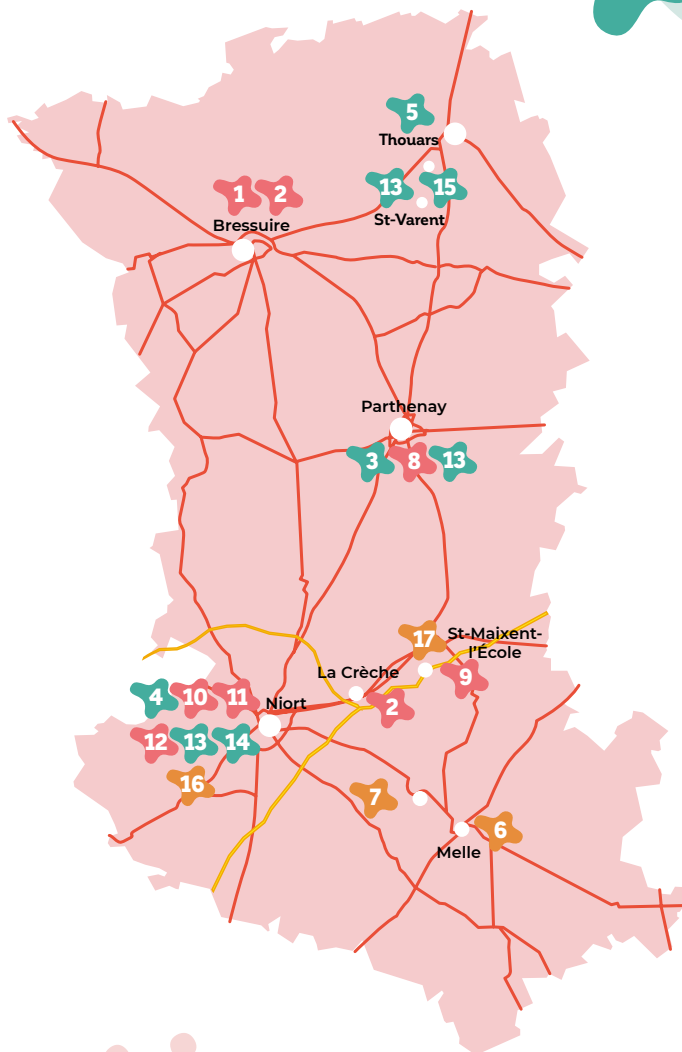 5
Thouars
13 15
St-Varent
1 2
Bressuire
Parthenay
3 8 13
17
St-Maixent-
l'École
9
La Crèche
2
4 10 11
Niort
12 13 14
16
7
6
Melle